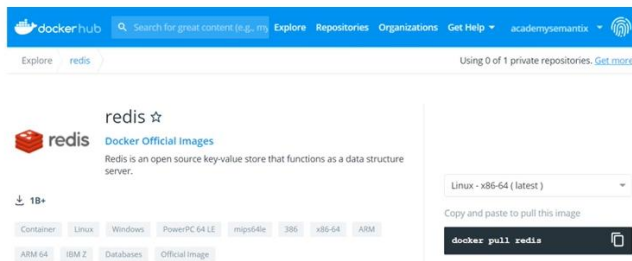 dockerhub Search for great content (e.g., my Explore Repositories Organizations Get Help academysemantix
Explore redis Using 0 of 1 private repositories. Get more
redis
redis
Docker Official Images
Redis is an open source key-value store that functions as a data structure
server.
1B+
Container Linux Windows PowerPC 64 LE mips64le 386 x86-64 ARM
ARM 64 IBM Z Databases Official Image
Linux - x86-64 ( latest )
Copy and paste to pull this image
docker pull redis